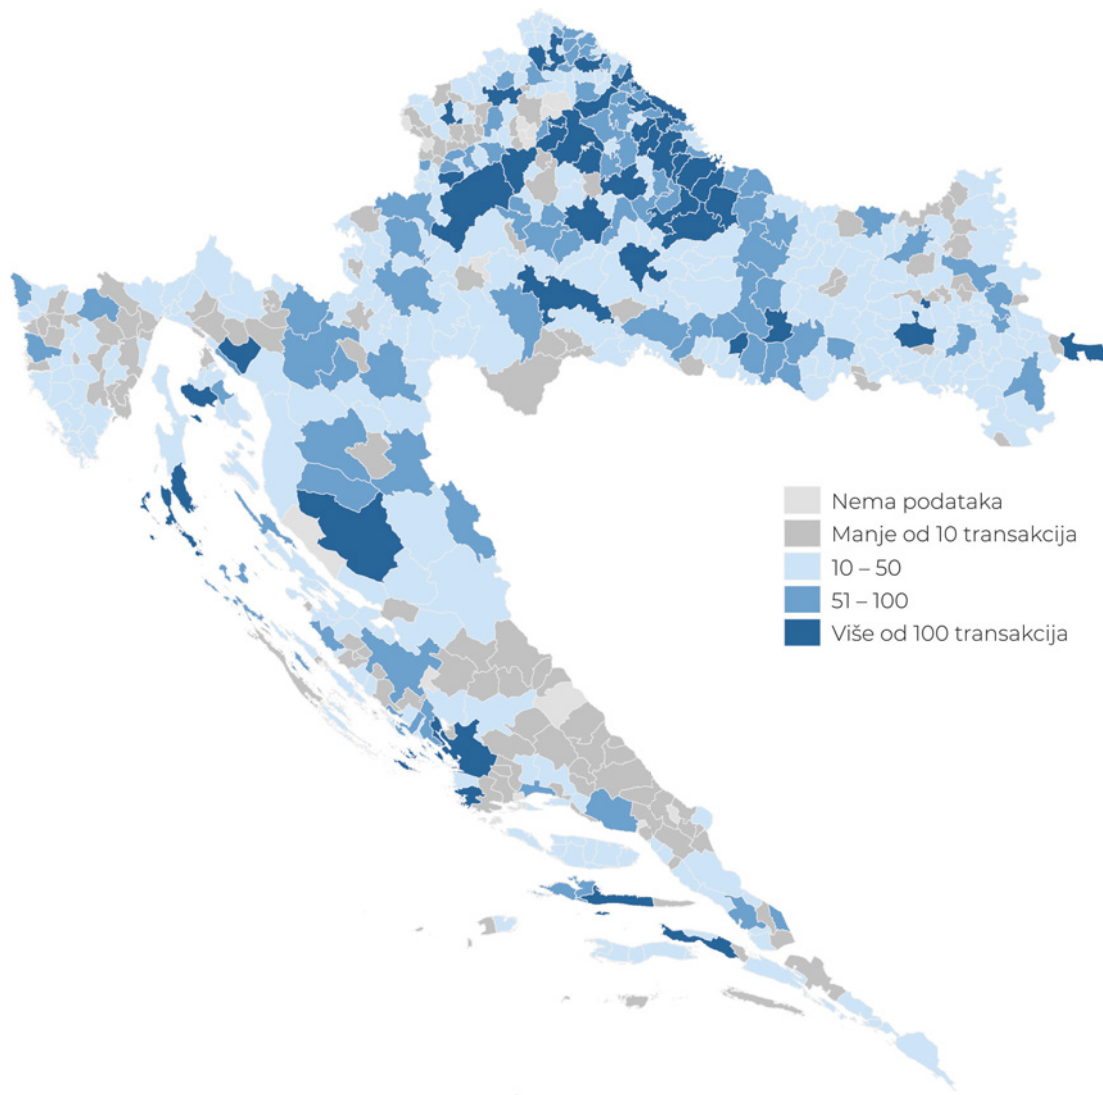 Nema podataka
Manje od 10 transakcija
10 – 50
51 – 100
Više od 100 transakcija